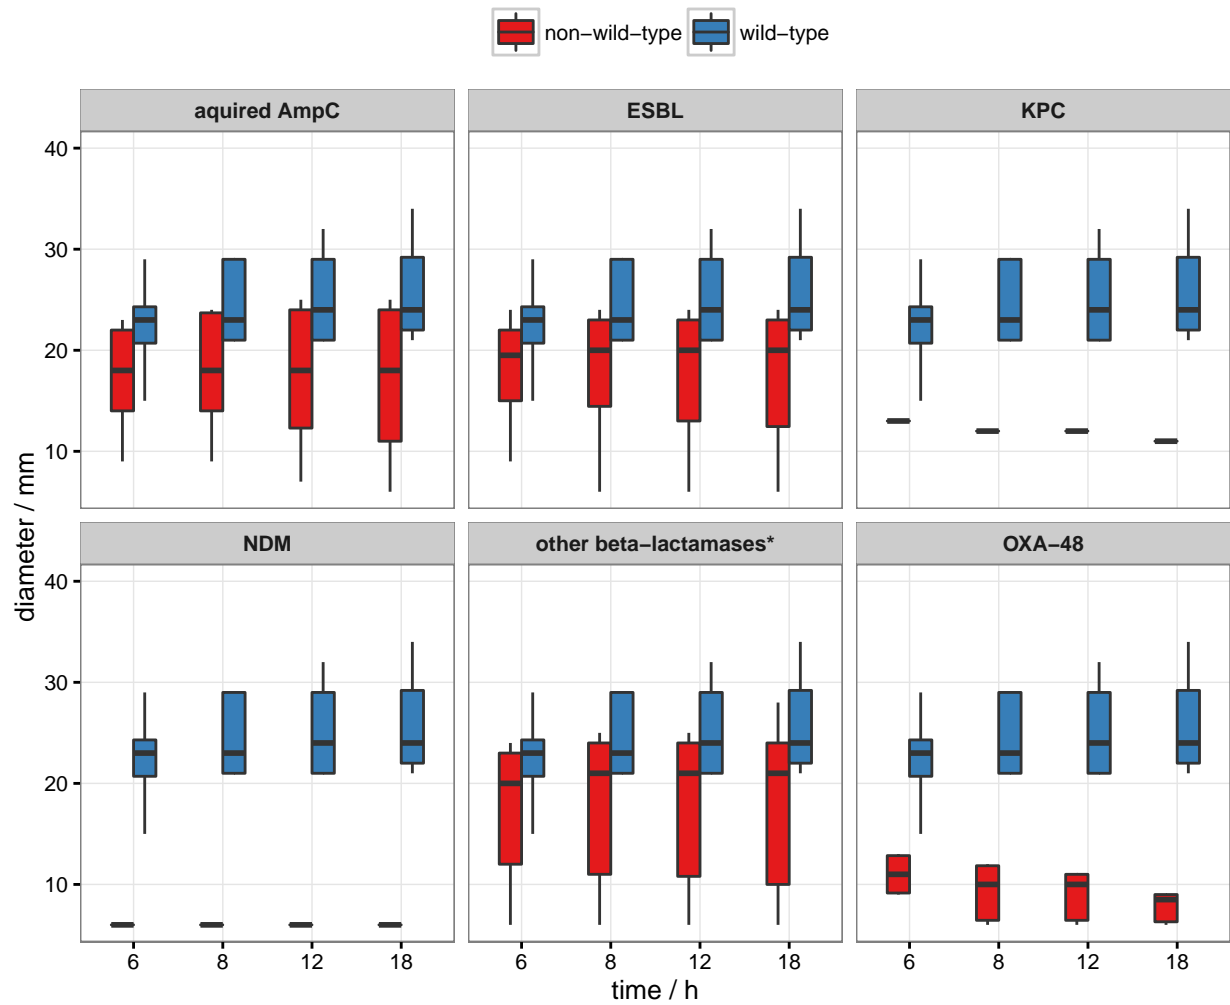 non−wild−type wild−type
aquired AmpC ESBL KPC
40
30
20
10
NDM other beta−lactamases* OXA−48
40
30
20
10
diameter / mm
6 8 12 18 6 8 12 18 6 8 12 18
time / h